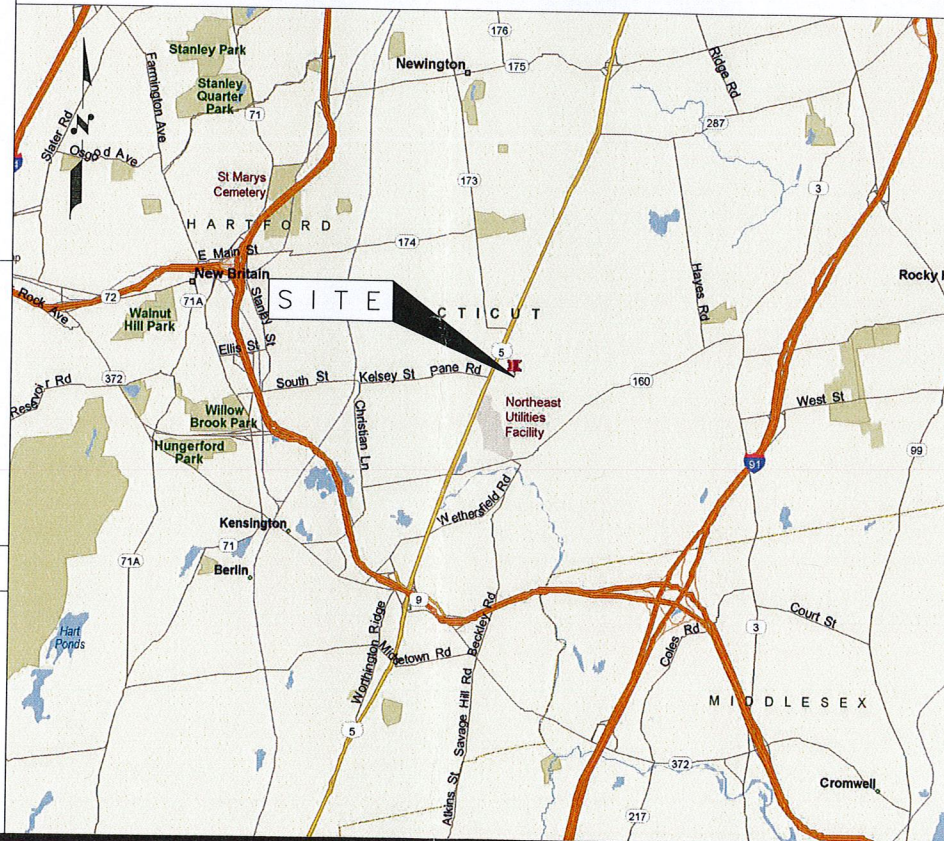 176
Stanley Park
Newington
175
Ridge Rd
Farmington Ave
Stanley
Quarter
Park
71
Slater Rd
N
287
Osgood Ave
St Marys
Cemetery
173
3
HARTFORD
174
E Main St
New Britain
Rocky
Hayes Rd
Rock Ave
72
71A
Stanley St
SITE
CTICUT
Walnut
Hill Park
5
Ellis St
Reservoir Rd
372
South St
Kelsey St
Pane Rd
160
West St
Willow
Brook Park
Christian Ln
Northeast
Utilities
Facility
Hungerford
Park
99
91
Wethersfield Rd
Kensington
71
71A
Berlin
9
Court St
Worthington Ridge
Beckley Rd
3
Hart
Ponds
Coles Rd
Middletown Rd
Savage Hill Rd
MIDDLESEX
5
372
Atkins St
Cromwell
217